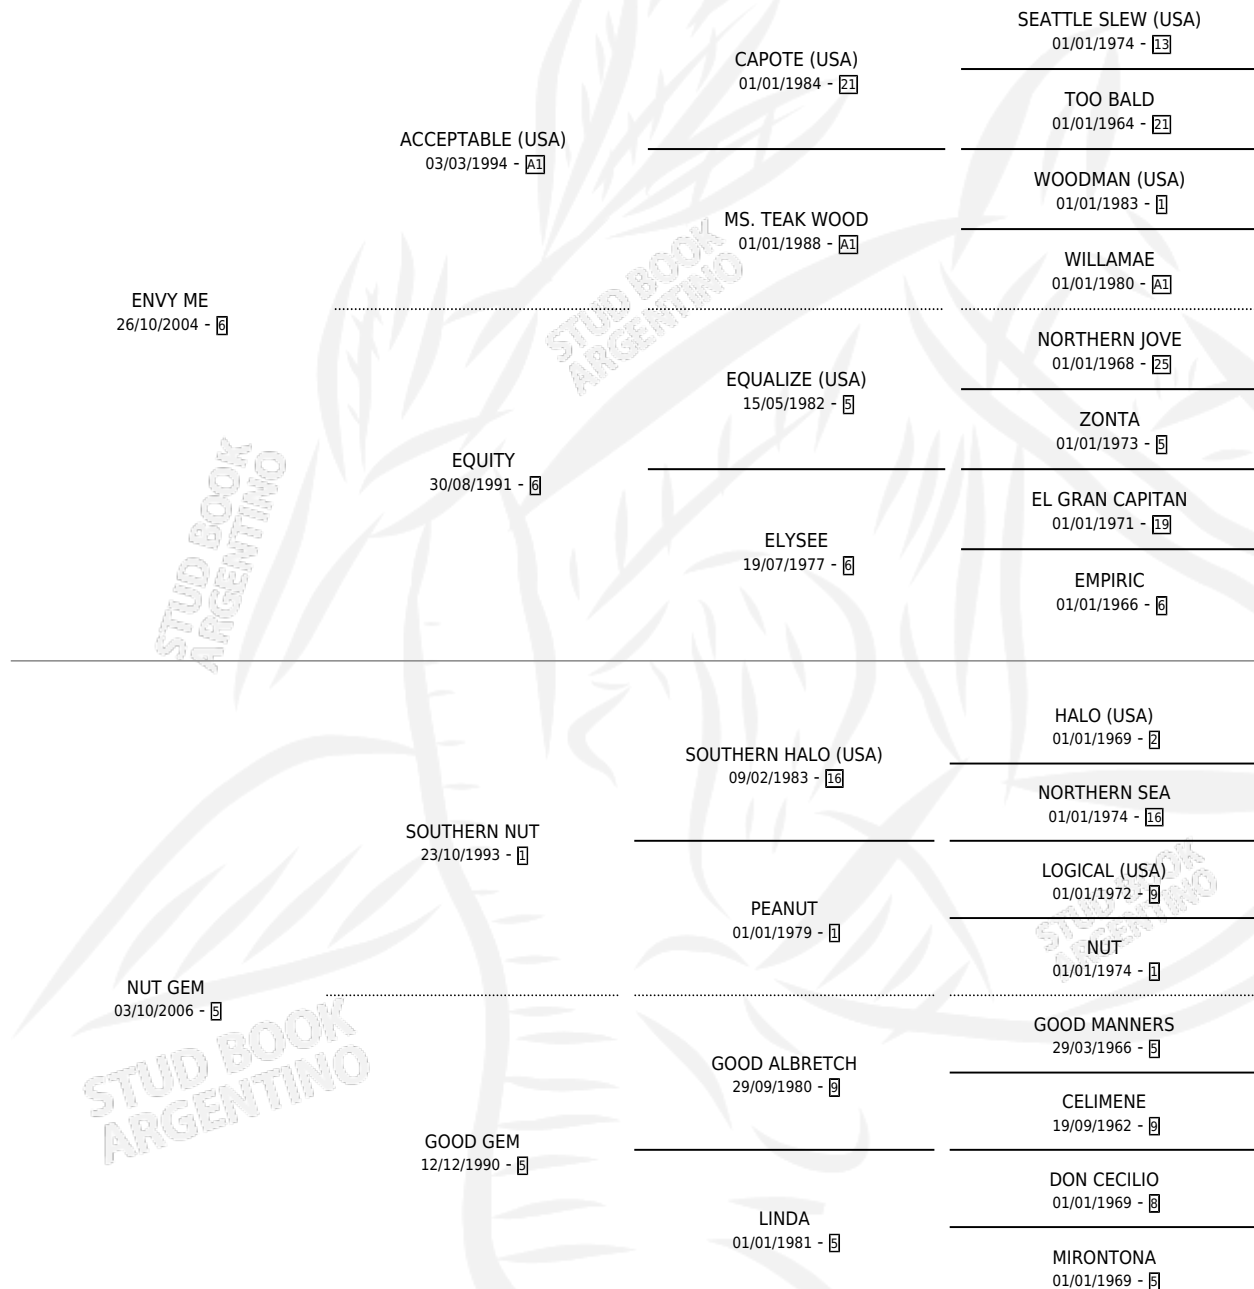 SEATTLE SLEW (USA)
01/01/1974 - 13
CAPOTE (USA)
01/01/1984 - 21
TOO BALD
01/01/1964 - 21
ACCEPTABLE (USA)
03/03/1994 - A1
WOODMAN (USA)
01/01/1983 - 1
MS. TEAK WOOD
01/01/1988 - A1
WILLAMAE
01/01/1980 - A1
ENVY ME
26/10/2004 - 6
NORTHERN JOVE
01/01/1968 - 25
EQUALIZE (USA)
15/05/1982 - 5
ZONTA
01/01/1973 - 5
EQUITY
30/08/1991 - 6
EL GRAN CAPITAN
01/01/1971 - 19
ELYSEE
19/07/1977 - 6
EMPIRIC
01/01/1966 - 6
HALO (USA)
01/01/1969 - 2
SOUTHERN HALO (USA)
09/02/1983 - 16
NORTHERN SEA
01/01/1974 - 16
SOUTHERN NUT
23/10/1993 - 1
LOGICAL (USA)
01/01/1972 - 9
PEANUT
01/01/1979 - 1
NUT
01/01/1974 - 1
NUT GEM
03/10/2006 - 5
GOOD MANNERS
29/03/1966 - 5
GOOD ALBRETCH
29/09/1980 - 9
CELIMENE
19/09/1962 - 9
GOOD GEM
12/12/1990 - 5
DON CECILIO
01/01/1969 - 8
LINDA
01/01/1981 - 5
MIRONTONA
01/01/1969 - 5
STUD BOOK
ARGENTINO
STUD BOOK
ARGENTINO
STUD BOOK
ARGENTINO
STUD BOOK
ARGENTINO